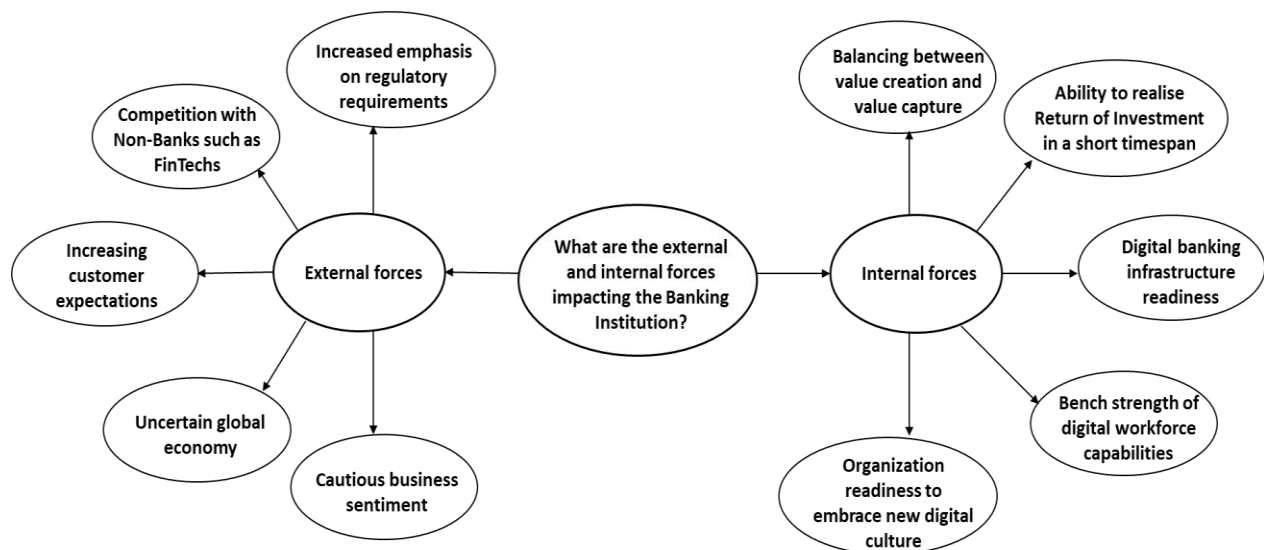 Increased emphasis
on regulatory
requirements
Competition with
Non-Banks such as
FinTechs
Increasing
customer
expectations
External forces
Uncertain global
economy
Cautious business
sentiment
What are the external
and internal forces
impacting the Banking
Institution?
Balancing between
value creation and
value capture
Ability to realise
Return of Investment
in a short timespan
Internal forces
Digital banking
infrastructure
readiness
Bench strength of
digital workforce
capabilities
Organization
readiness to
embrace new digital
culture